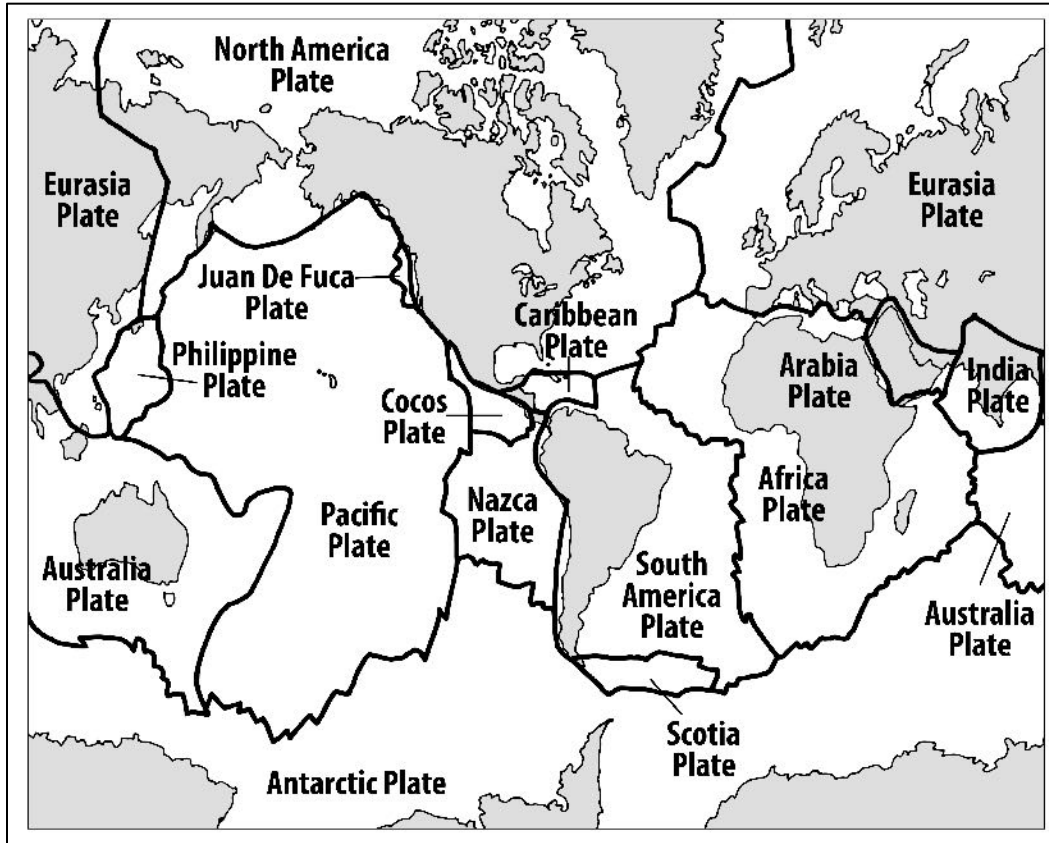 North America
Plate
Eurasia
Plate
Eurasia
Plate
Juan De Fuca
Plate
Caribbean
Plate
Philippine
Plate
Arabia
Plate
India
Plate
Cocos
Plate
Africa
Plate
Nazca
Plate
Pacific
Plate
Australia
Plate
South
America
Plate
Australia
Plate
Scotia
Plate
Antarctic Plate